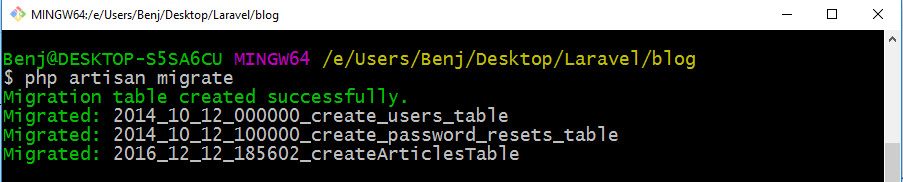 MINGW64:/e/Users/Benj/Desktop/Laravel/blog
Benj@DESKTOP-S5SA6CU MINGW64 /e/Users/Benj/Desktop/Laravel/blog
$ php artisan migrate
Migration table created successfully.
Migrated: 2014_10_12_000000_create_users_table
Migrated: 2014_10_12_100000_create_password_resets_table
Migrated: 2016_12_12_185602_createArticlesTable